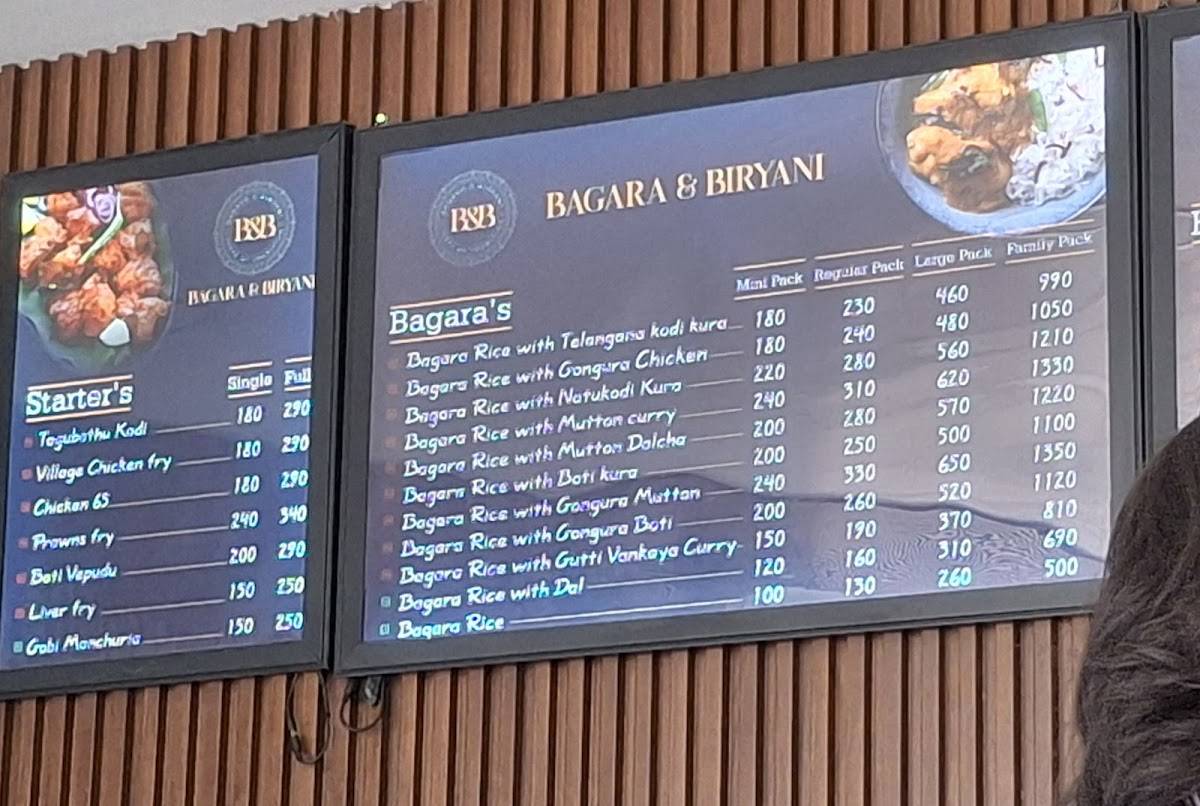 B&B
BAGARA & BIRYANI
Starter's Single Full
Tagubothu Kodi 180 290
Village Chicken fry 180 290
Chicken 65 180 290
Prawns fry 240 340
Boti Vepudu 200 290
Liver fry 150 250
Gobi Manchuria 150 250
B&B BAGARA & BIRYANI
Bagara's Mini Pack Regular Pack Large Pack Family Pack
Bagara Rice with Telangana kodi kura 180 230 460 990
Bagara Rice with Gongura Chicken 180 240 480 1050
Bagara Rice with Natukodi Kura 220 280 560 1210
Bagara Rice with Mutton curry 240 310 620 1330
Bagara Rice with Mutton Dalcha 200 280 570 1220
Bagara Rice with Boti kura 200 250 500 1100
Bagara Rice with Gongura Mutton 240 330 650 1350
Bagara Rice with Gongura Boti 200 260 520 1120
Bagara Rice with Gutti Vankaya Curry 150 190 370 810
Bagara Rice with Dal 120 160 310 690
Bagara Rice 100 130 260 500